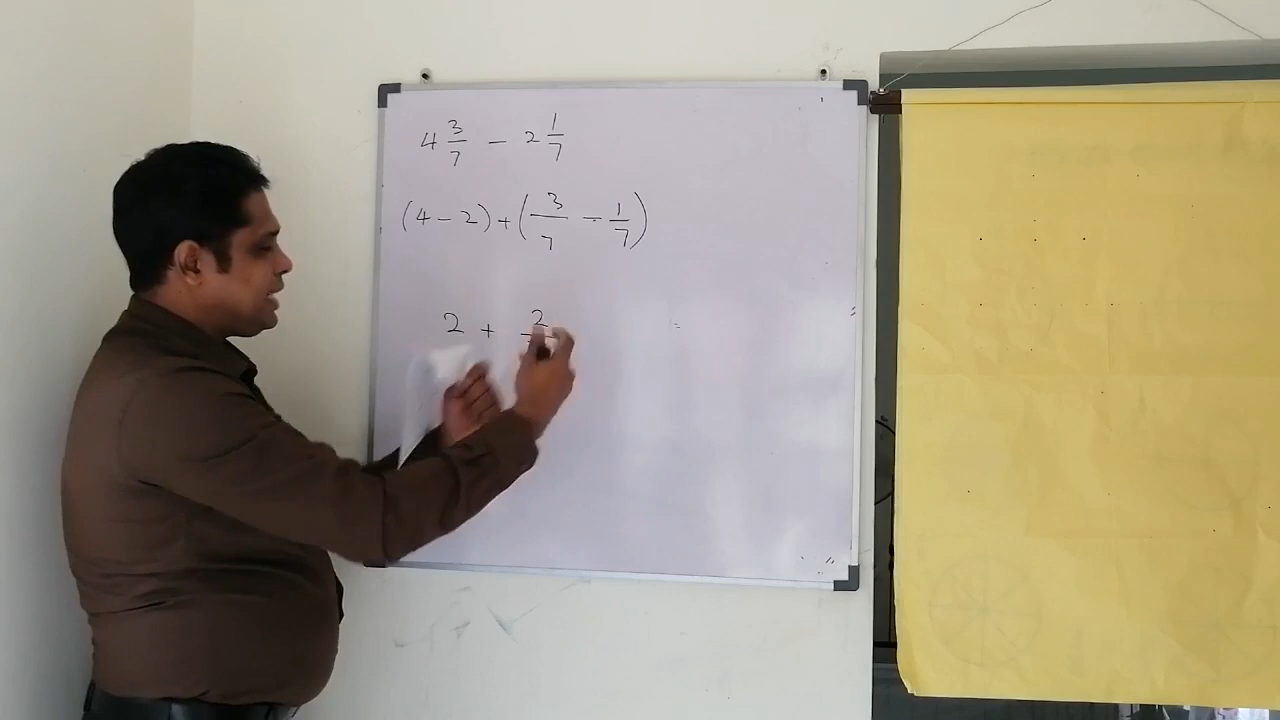 4 3/7 − 2 1/7
(4 − 2) + (3/7 − 1/7)
2 + 2/